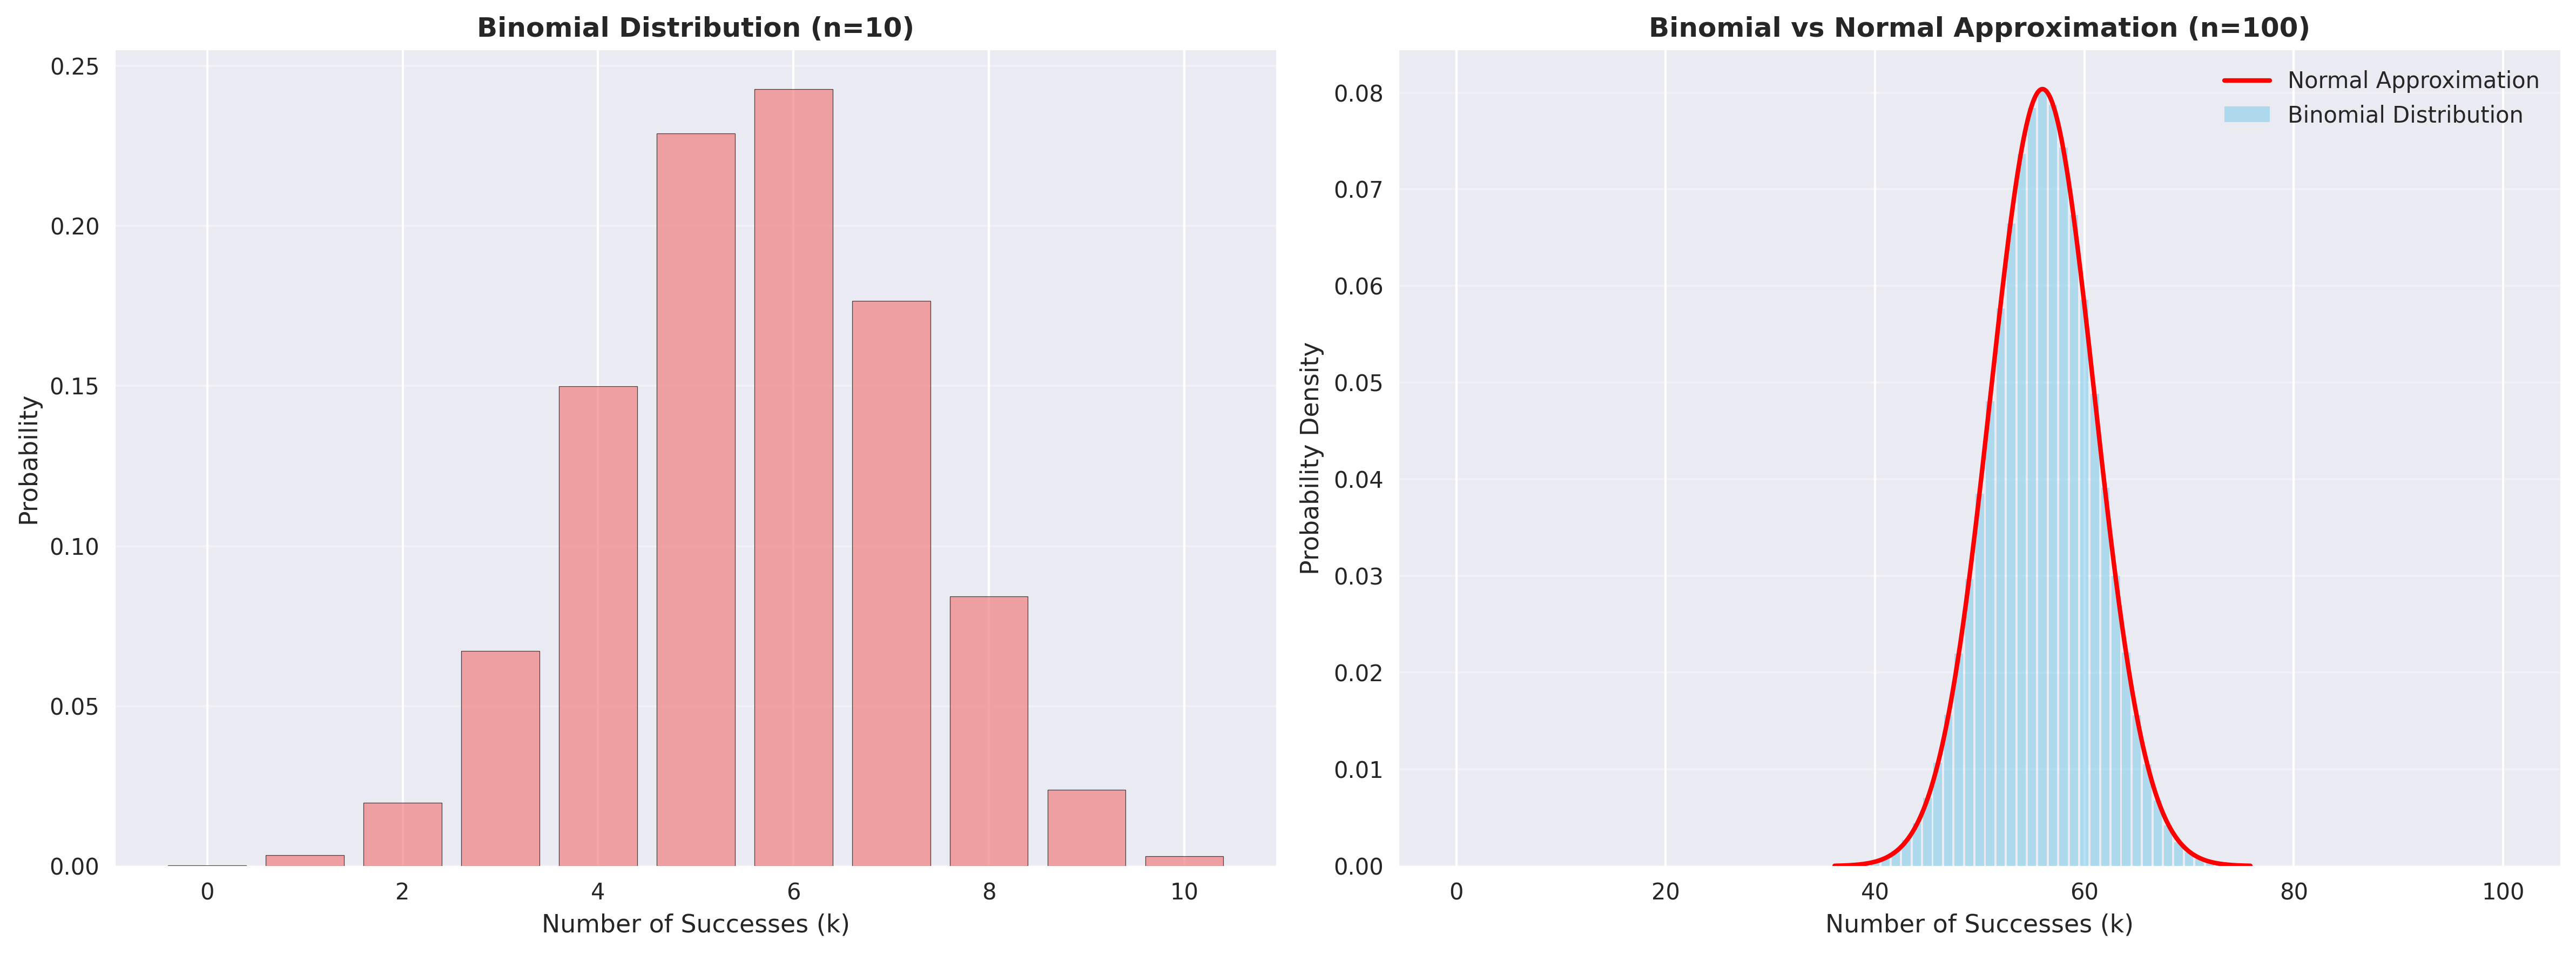 Binomial Distribution (n=10)
Probability
0.25
0.20
0.15
0.10
0.05
0.00
0 2 4 6 8 10
Number of Successes (k)
Binomial vs Normal Approximation (n=100)
Normal Approximation
Binomial Distribution
Probability Density
0.08
0.07
0.06
0.05
0.04
0.03
0.02
0.01
0.00
0 20 40 60 80 100
Number of Successes (k)